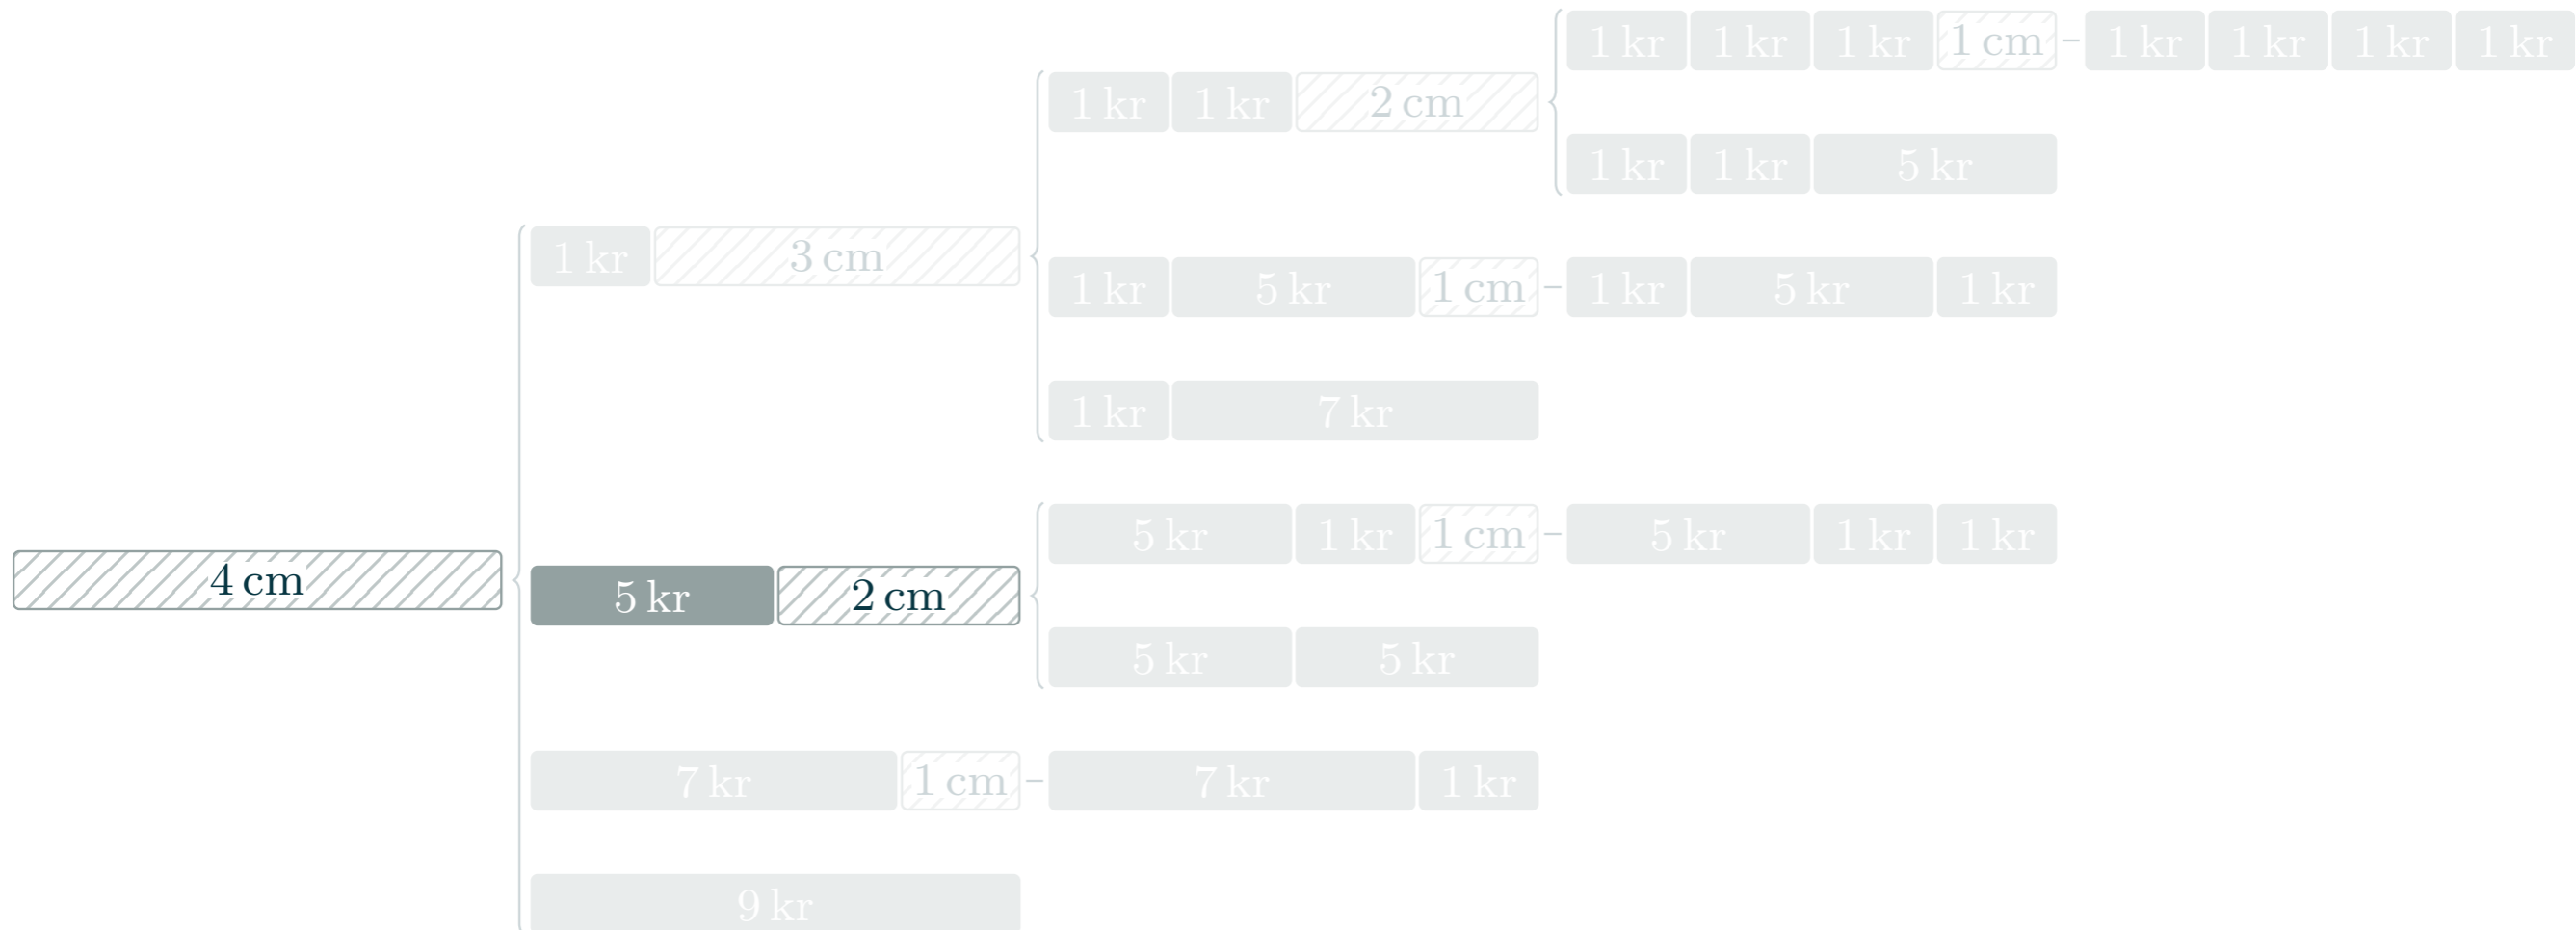 1 kr 1 kr 1 kr 1 cm 1 kr 1 kr 1 kr 1 kr
1 kr 1 kr 2 cm
1 kr 1 kr 5 kr
1 kr 3 cm
1 kr 5 kr 1 cm 1 kr 5 kr 1 kr
1 kr 7 kr
5 kr 1 kr 1 cm 5 kr 1 kr 1 kr
4 cm
5 kr 2 cm
5 kr 5 kr
7 kr 1 cm 7 kr 1 kr
9 kr